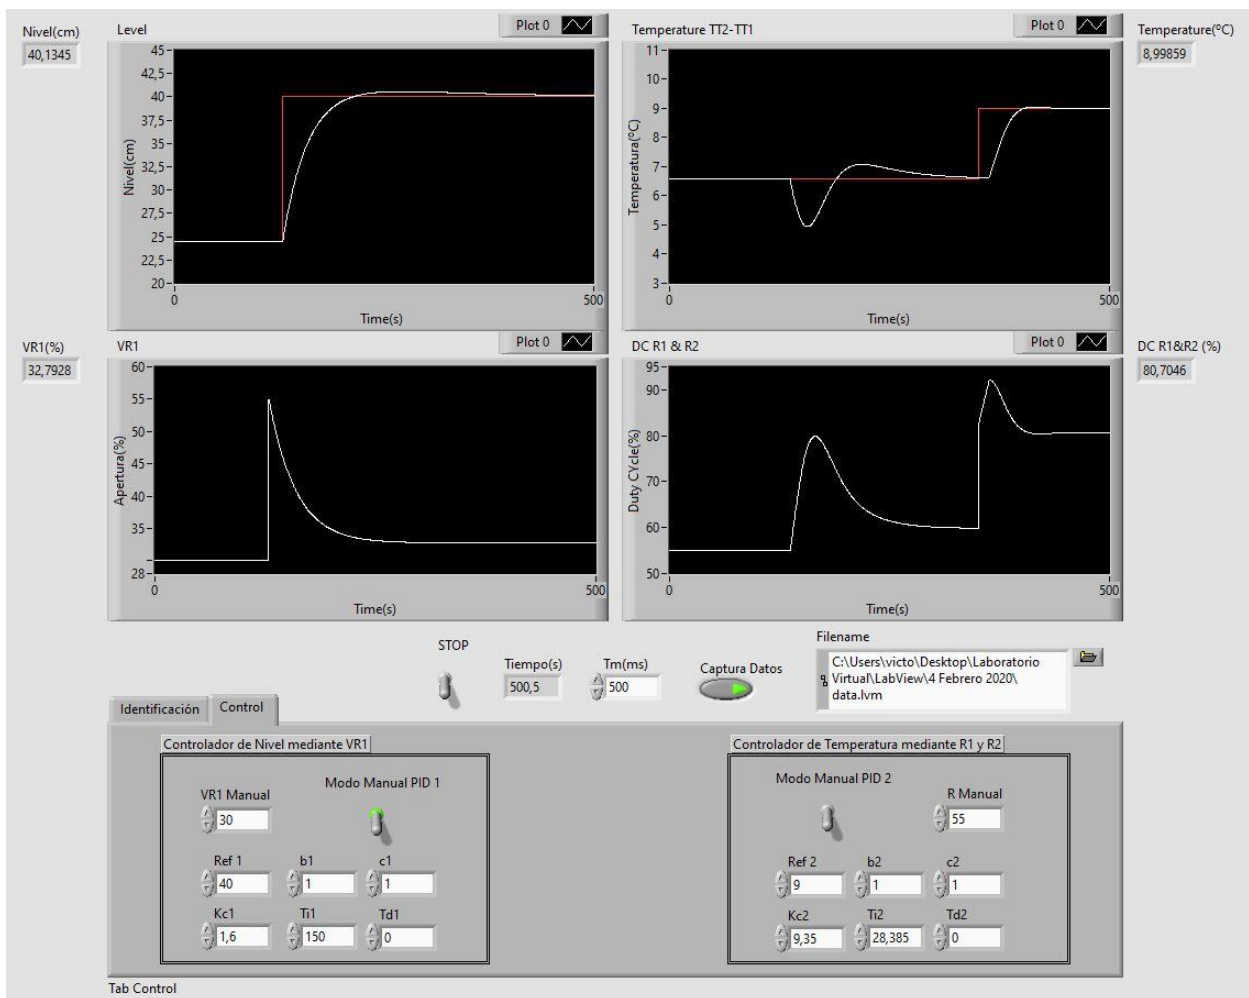 Nivel(cm)
40,1345
Level
Plot 0
45
42,5
40
37,5
35
32,5
30
27,5
25
22,5
20
Nivel(cm)
0
500
Time(s)
Temperature TT2-TT1
Plot 0
11
10
9
8
7
6
5
4
3
Temperatura(ºC)
0
500
Time(s)
Temperature(ºC)
8,99859
VR1(%)
32,7928
VR1
Plot 0
60
55
50
45
40
35
28
Apertura(%)
0
500
Time(s)
DC R1 & R2
Plot 0
95
90
80
70
60
50
Duty CYcle(%)
0
500
Time(s)
DC R1&R2 (%)
80,7046
STOP
Tiempo(s)
500,5
Tm(ms)
500
Captura Datos
Filename
C:\Users\victo\Desktop\Laboratorio
Virtual\LabView\4 Febrero 2020\
data.lvm
Identificación
Control
Controlador de Nivel mediante VR1
VR1 Manual
30
Modo Manual PID 1
Ref 1
b1
c1
40
1
1
Kc1
Ti1
Td1
1,6
150
0
Controlador de Temperatura mediante R1 y R2
Modo Manual PID 2
R Manual
55
Ref 2
b2
c2
9
1
1
Kc2
Ti2
Td2
9,35
28,385
0
Tab Control